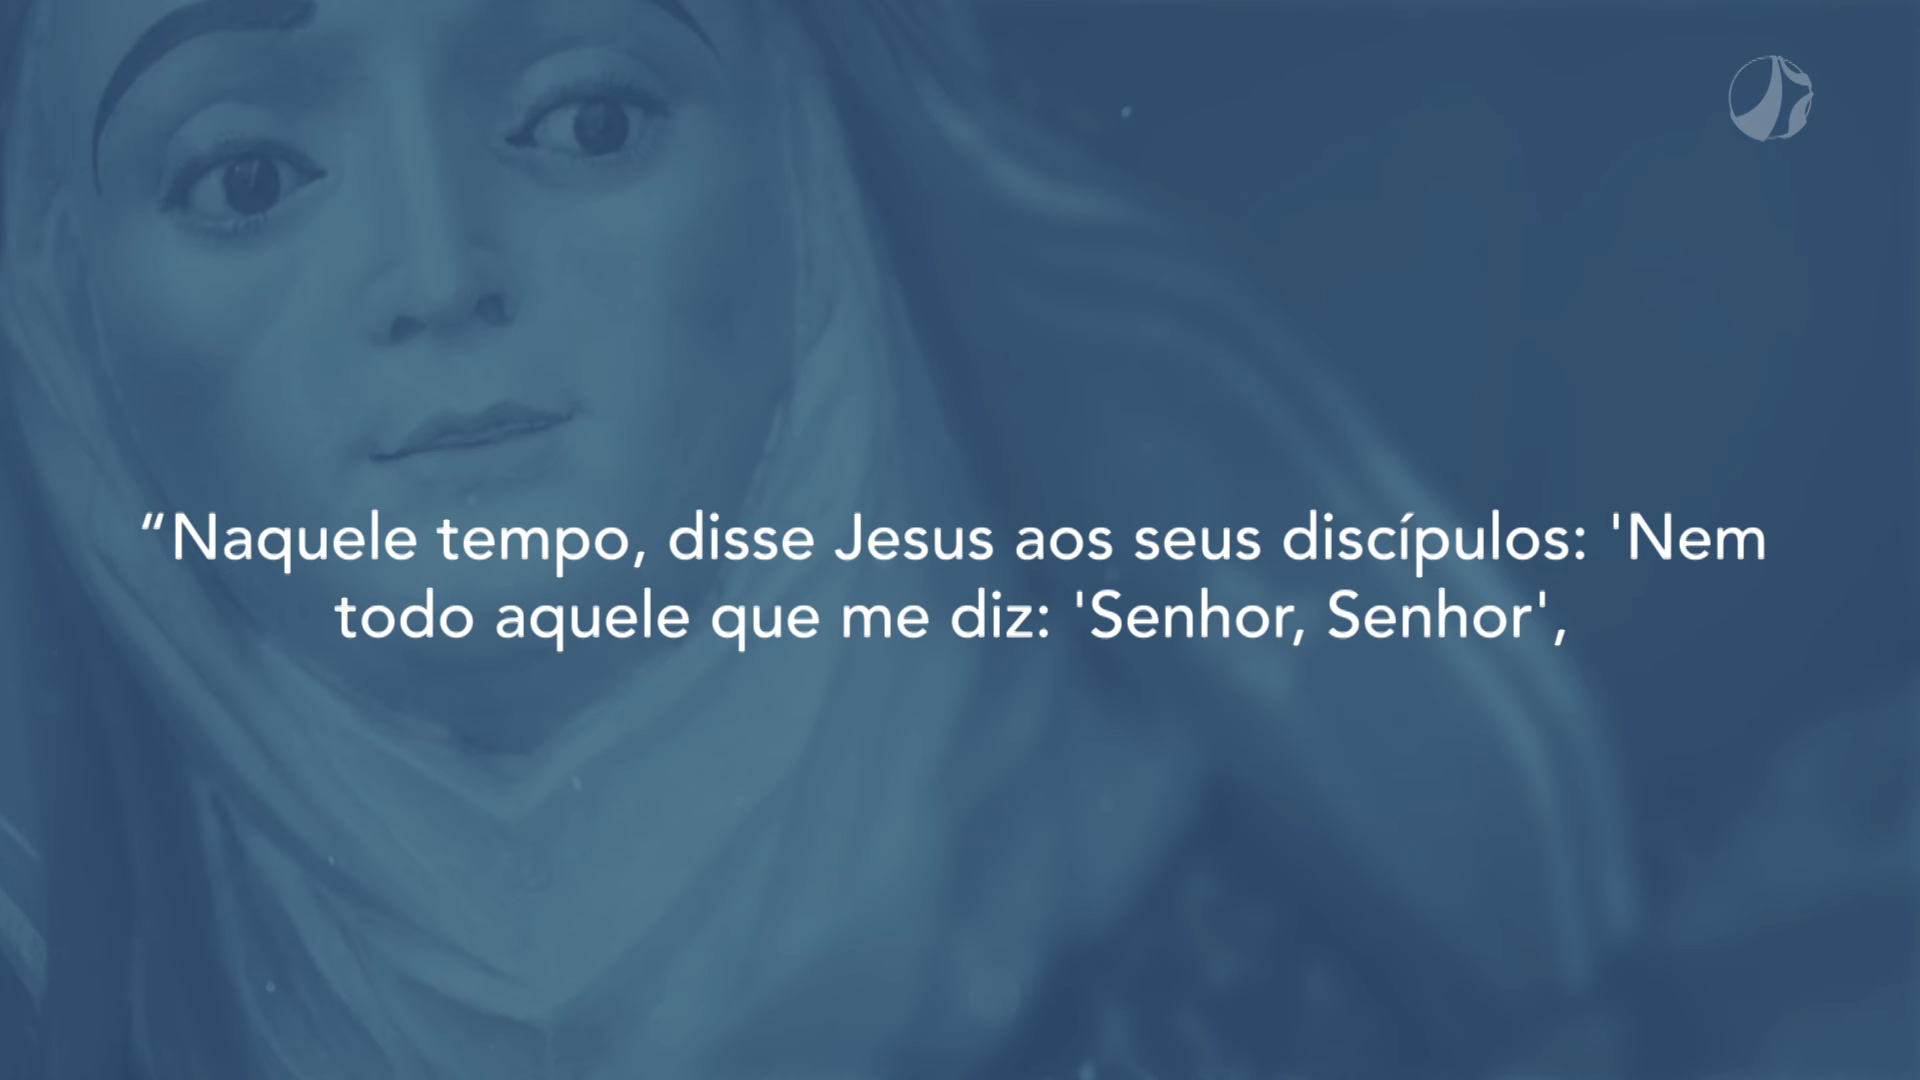 “Naquele tempo, disse Jesus aos seus discípulos: 'Nem
todo aquele que me diz: 'Senhor, Senhor',